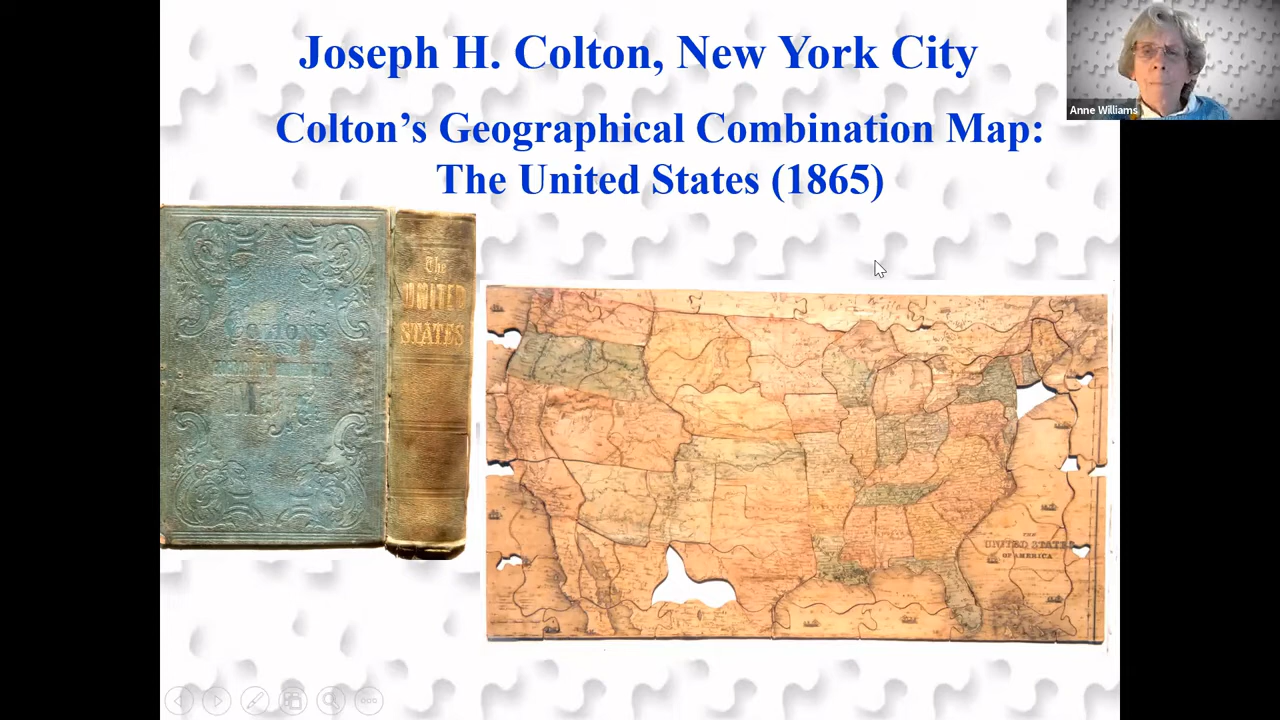 Joseph H. Colton, New York City
Anne Williams
Colton’s Geographical Combination Map:
The United States (1865)
The
UNITED
STATES
COLTON'S
THE
UNITED STATES
OF AMERICA